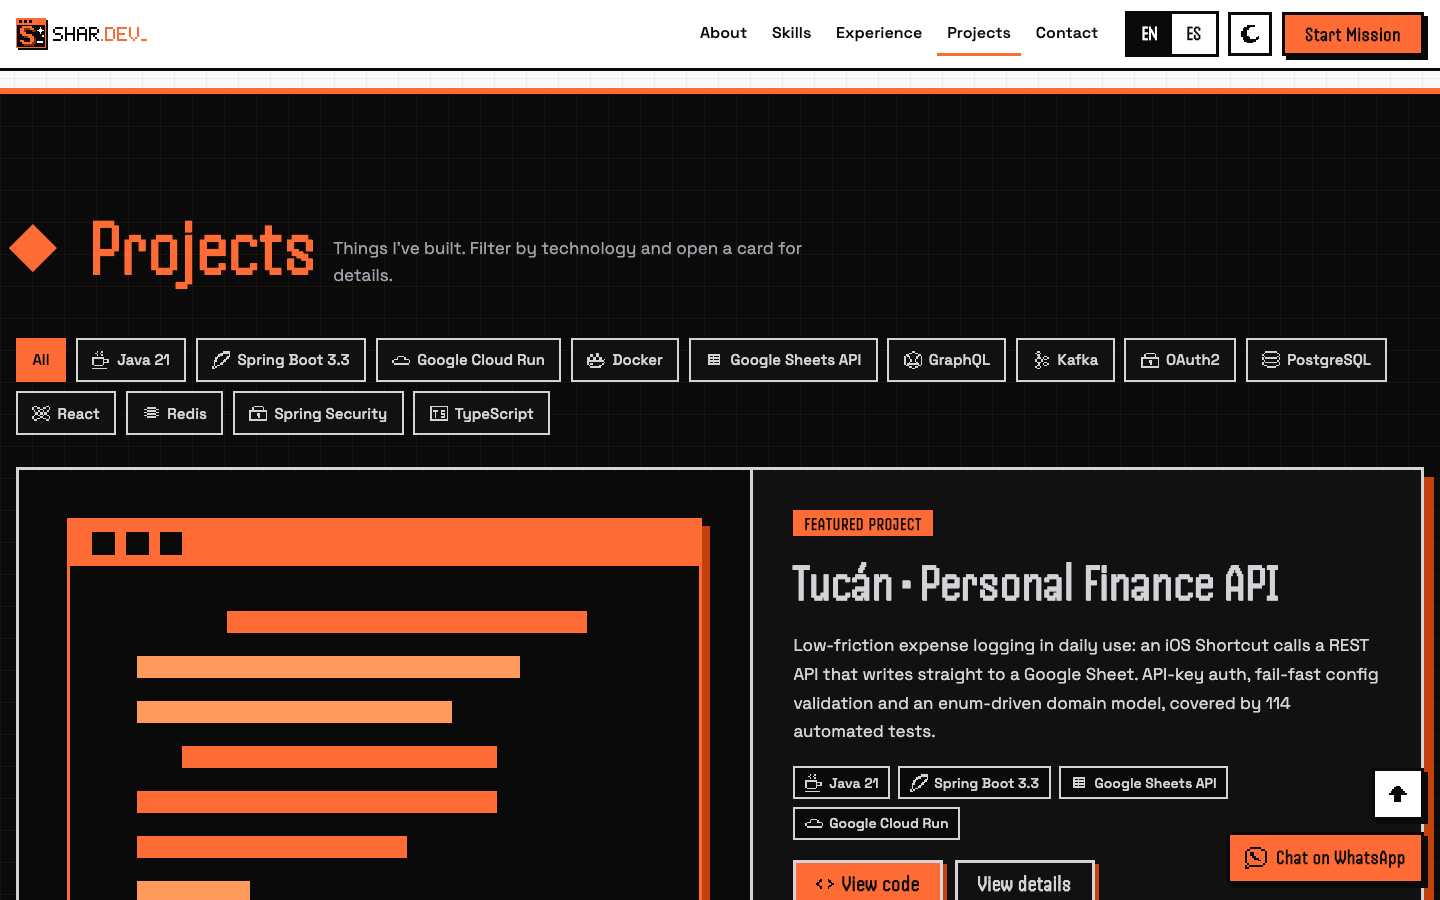 SHAR.DEV_
About Skills Experience Projects Contact EN ES Start Mission
Projects
Things I've built. Filter by technology and open a card for
details.
All Java 21 Spring Boot 3.3 Google Cloud Run Docker Google Sheets API GraphQL Kafka OAuth2 PostgreSQL
React Redis Spring Security TypeScript
FEATURED PROJECT
Tucán · Personal Finance API
Low-friction expense logging in daily use: an iOS Shortcut calls a REST
API that writes straight to a Google Sheet. API-key auth, fail-fast config
validation and an enum-driven domain model, covered by 114
automated tests.
Java 21 Spring Boot 3.3 Google Sheets API
Google Cloud Run
View code View details
Chat on WhatsApp